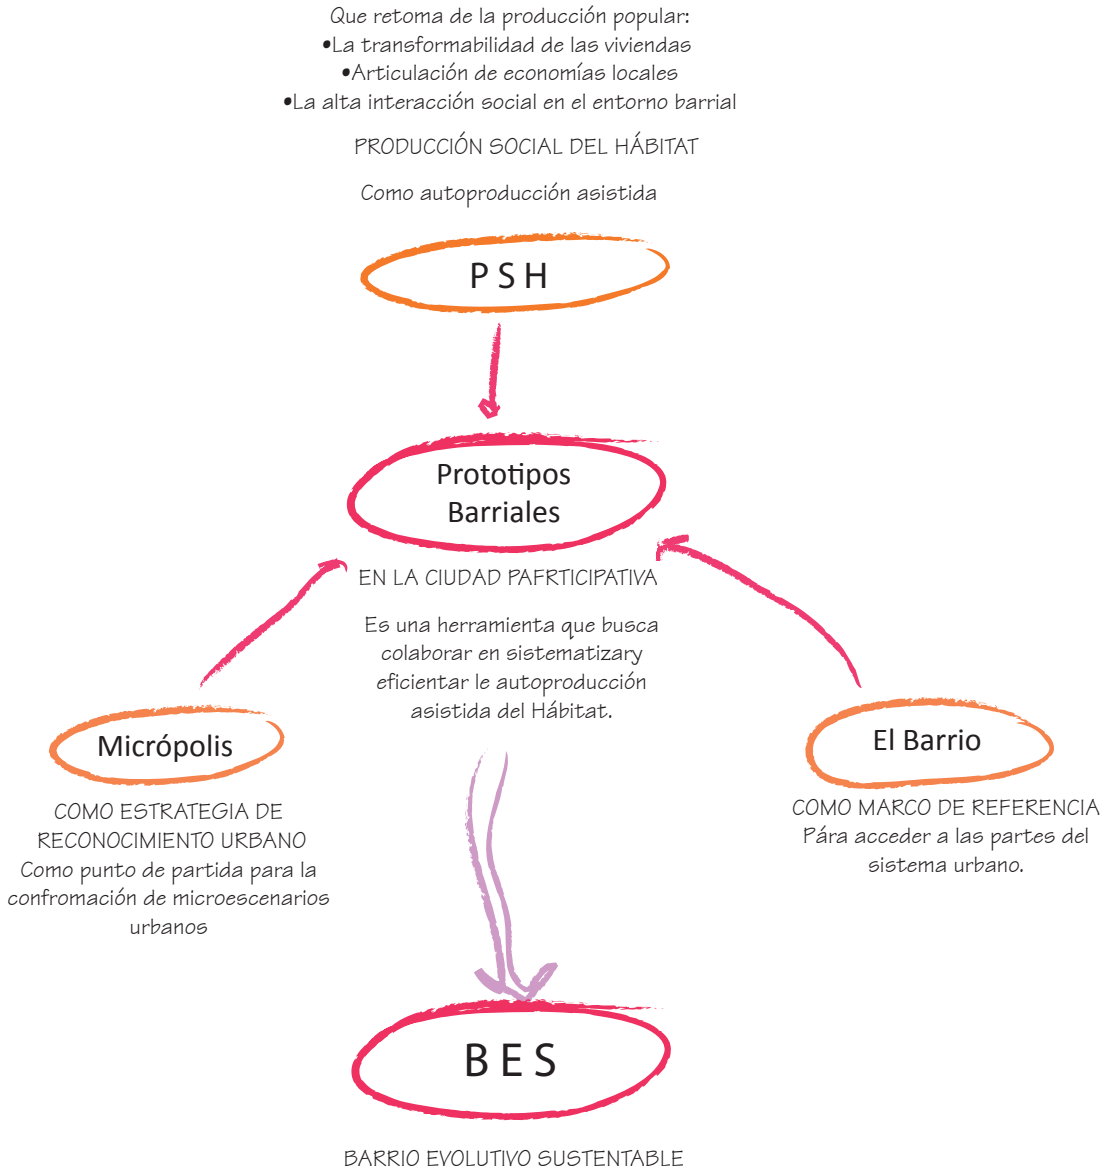 Que retoma de la producción popular:
•La transformabilidad de las viviendas
•Articulación de economías locales
•La alta interacción social en el entorno barrial
PRODUCCIÓN SOCIAL DEL HÁBITAT
Como autoproducción asistida
P S H
Prototipos
Barriales
EN LA CIUDAD PAFRTICIPATIVA
Es una herramienta que busca
colaborar en sistematizary
eficientar le autoproducción
asistida del Hábitat.
Micrópolis
COMO ESTRATEGIA DE
RECONOCIMIENTO URBANO
Como punto de partida para la
confromación de microescenarios
urbanos
El Barrio
COMO MARCO DE REFERENCIA
Pára acceder a las partes del
sistema urbano.
B E S
BARRIO EVOLUTIVO SUSTENTABLE